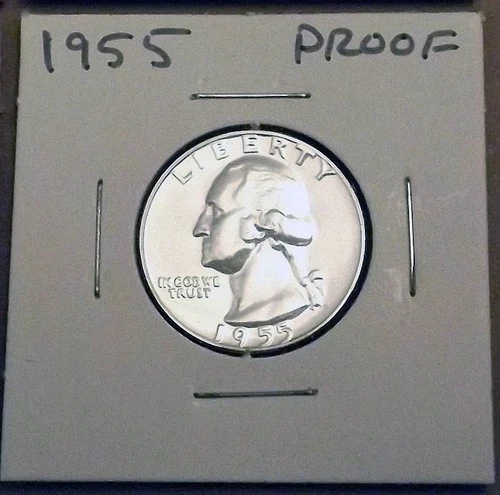 1955 PROOF
LIBERTY
IN GOD WE
TRUST
1955